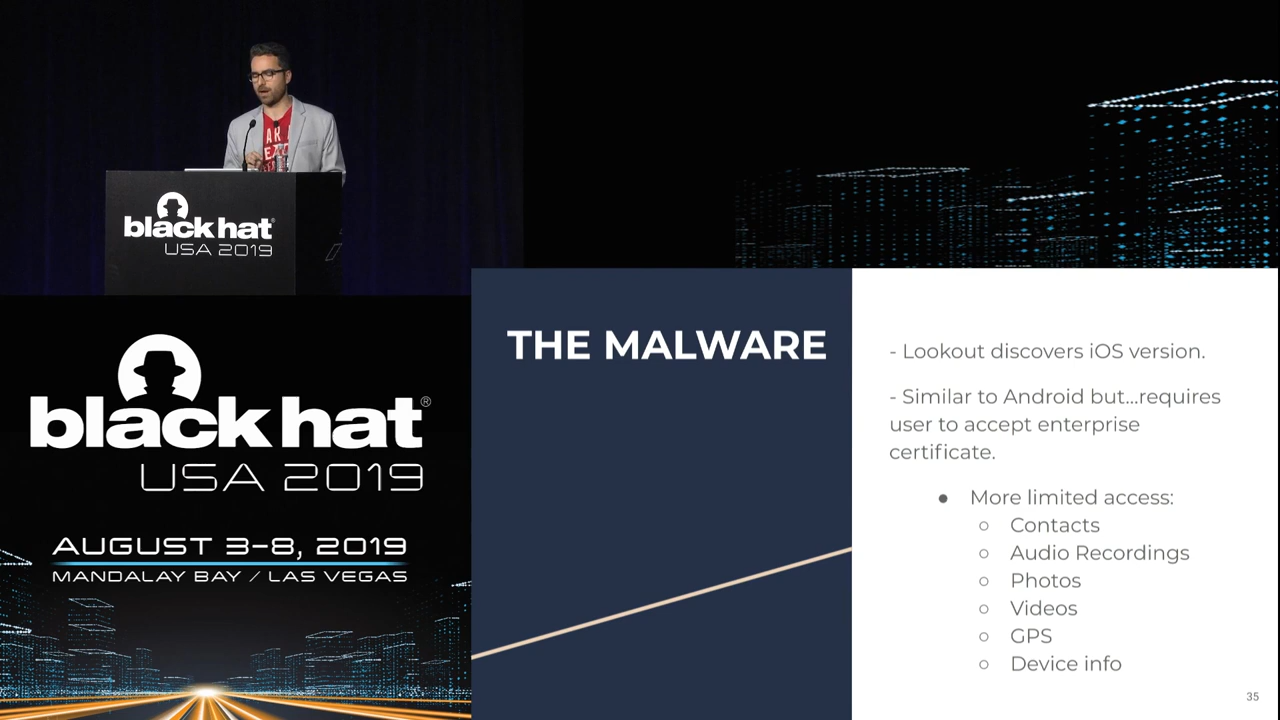 AR
black hat®
USA 2019
black hat®
USA 2019
AUGUST 3-8, 2019
MANDALAY BAY / LAS VEGAS
THE MALWARE
- Lookout discovers iOS version.
- Similar to Android but...requires
user to accept enterprise
certificate.
● More limited access:
○ Contacts
○ Audio Recordings
○ Photos
○ Videos
○ GPS
○ Device info
35